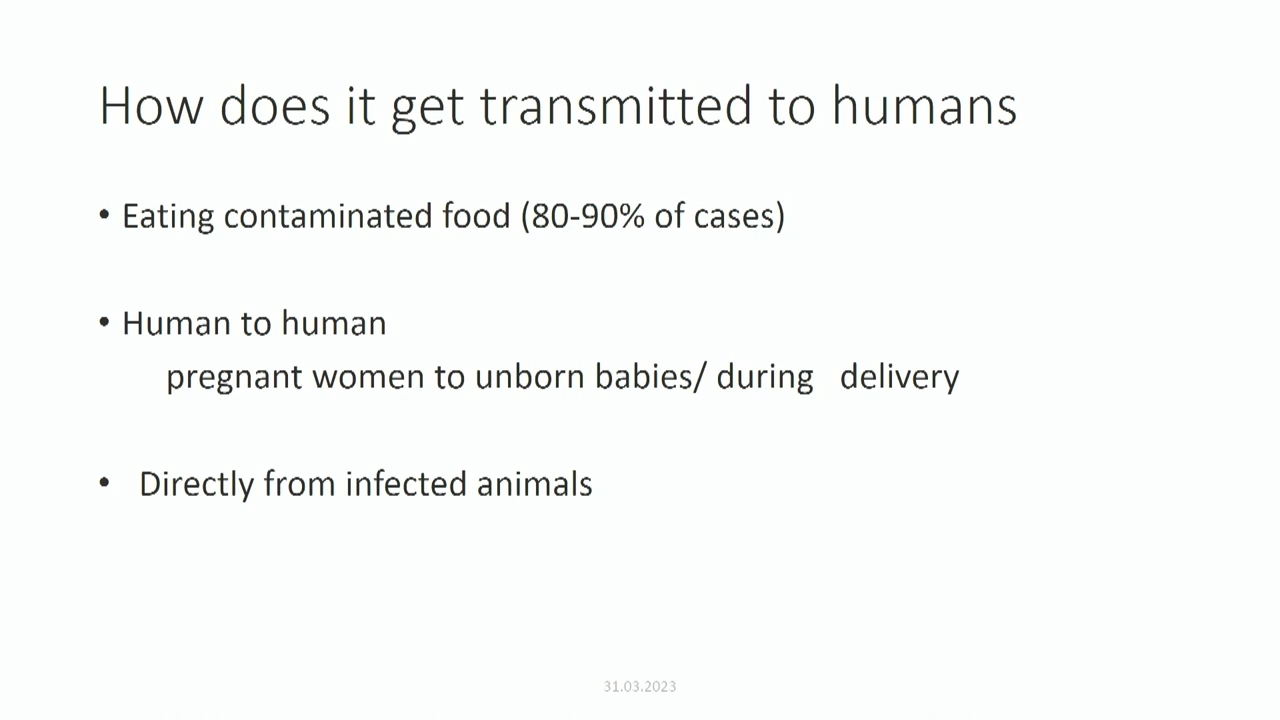 How does it get transmitted to humans
• Eating contaminated food (80-90% of cases)
• Human to human
pregnant women to unborn babies/ during delivery
• Directly from infected animals
31.03.2023